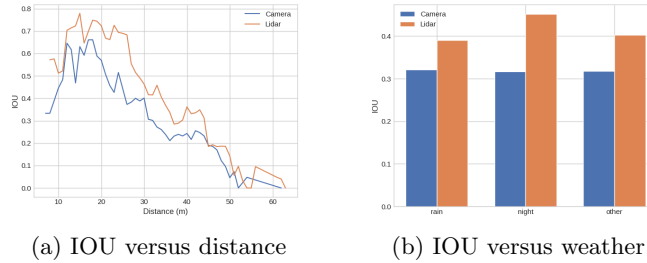 0.8
0.7
0.6
0.5
0.4
0.3
0.2
0.1
0.0
IOU
Camera
Lidar
10 20 30 40 50 60
Distance (m)
(a) IOU versus distance
0.4
0.3
0.2
0.1
0.0
IOU
Camera
Lidar
rain night other
(b) IOU versus weather